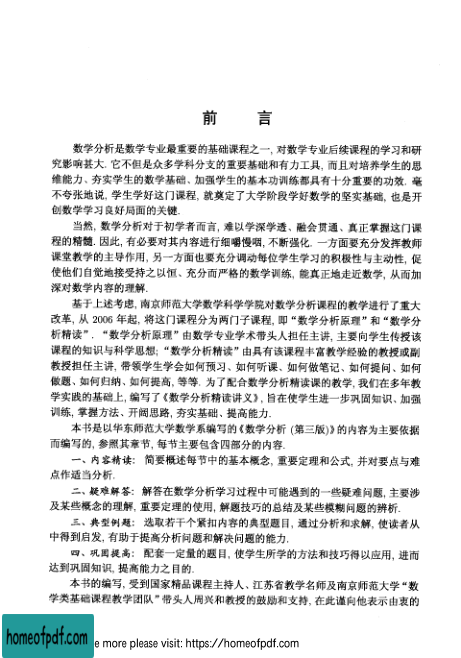 前 言
数学分析是数学专业最重要的基础课程之一, 对数学专业后续课程的学习和研
究影响甚大. 它不但是众多学科分支的重要基础和有力工具, 而且对培养学生的思
维能力、夯实学生的数学基础、加强学生的基本功训练都具有十分重要的功效. 毫
不夸张地说, 学生学好这门课程, 就奠定了大学阶段学好数学的坚实基础, 也是开
创数学学习良好局面的关键.
当然, 数学分析对于初学者而言, 难以学深学透、融会贯通、真正掌握这门课
程的精髓. 因此, 有必要对其内容进行细嚼慢咽, 不断强化. 一方面要充分发挥教师
课堂教学的主导作用, 另一方面也要充分调动每位学生学习的积极性与主动性, 促
使他们自觉地接受持之以恒、充分而严格的数学训练, 能真正地走近数学, 从而加
深对数学内容的理解.
基于上述考虑, 南京师范大学数学科学学院对数学分析课程的教学进行了重大
改革, 从 2006 年起, 将这门课程分为两门子课程, 即“数学分析原理”和“数学分
析精读”. “数学分析原理”由数学专业学术带头人担任主讲, 主要向学生传授该
课程的知识与科学思想; “数学分析精读”由具有该课程丰富教学经验的教授或副
教授担任主讲, 带领学生学会如何预习、如何听课、如何做笔记、如何提问、如何
做题、如何归纳、如何提高, 等等. 为了配合数学分析精读课的教学, 我们在多年教
学实践的基础上, 编写了《数学分析精读讲义》, 旨在使学生进一步巩固知识、加强
训练, 掌握方法、开阔思路, 夯实基础、提高能力.
本书是以华东师范大学数学系编写的《数学分析 (第三版)》的内容为主要依据
而编写的, 参照其章节, 每节主要包含四部分的内容.
一、内容精读: 简要概述每节中的基本概念, 重要定理和公式, 并对要点与难
点作适当分析.
二、疑难解答: 解答在数学分析学习过程中可能遇到的一些疑难问题, 主要涉
及某些概念的理解, 重要定理的使用, 解题技巧的总结及某些模糊问题的辨析.
三、典型例题: 选取若干个紧扣内容的典型题目, 通过分析和求解, 使读者从
中得到启发, 有助于提高分析问题和解决问题的能力.
四、巩固提高: 配套一定量的题目, 使学生所学的方法和技巧得以应用, 进而
达到巩固知识, 提高能力之目的.
本书的编写, 受到国家精品课程主持人、江苏省教学名师及南京师范大学“数
学类基础课程教学团队”带头人周兴和教授的鼓励和支持, 在此谨向他表示由衷的
homeofpdf.com
e more please visit: https://homeofpdf.com